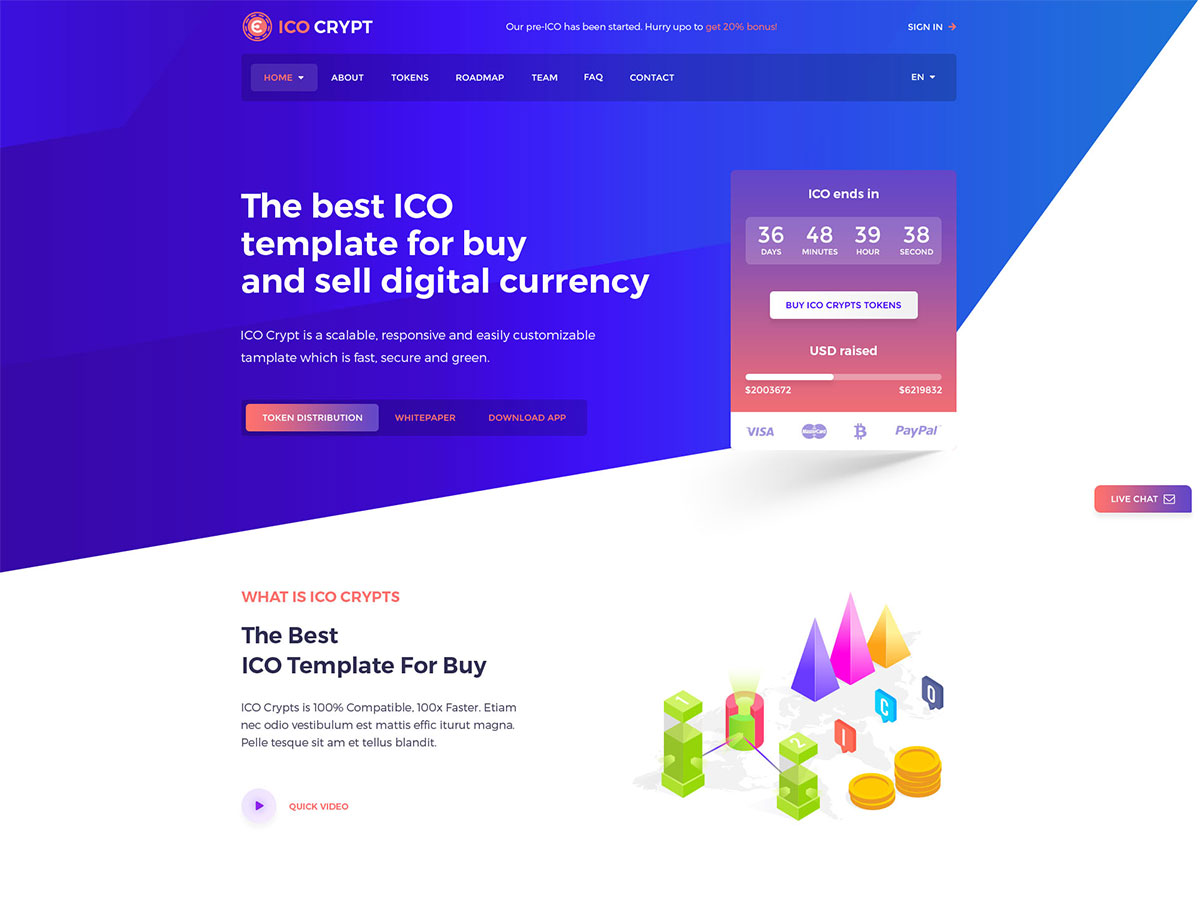 ICO CRYPT
Our pre-ICO has been started. Hurry upo to get 20% bonus!
SIGN IN
HOME
ABOUT
TOKENS
ROADMAP
TEAM
FAQ
CONTACT
EN
The best ICO
template for buy
and sell digital currency
ICO Crypt is a scalable, responsive and easily customizable
tamplate which is fast, secure and green.
TOKEN DISTRIBUTION
WHITEPAPER
DOWNLOAD APP
ICO ends in
36 48 39 38
DAYS MINUTES HOUR SECOND
BUY ICO CRYPTS TOKENS
USD raised
$2003672 $6219832
VISA MasterCard PayPal
LIVE CHAT
WHAT IS ICO CRYPTS
The Best
ICO Template For Buy
ICO Crypts is 100% Compatible, 100x Faster. Etiam
nec odio vestibulum est mattis effic iturut magna.
Pelle tesque sit am et tellus blandit.
QUICK VIDEO
1
2
I
C
O